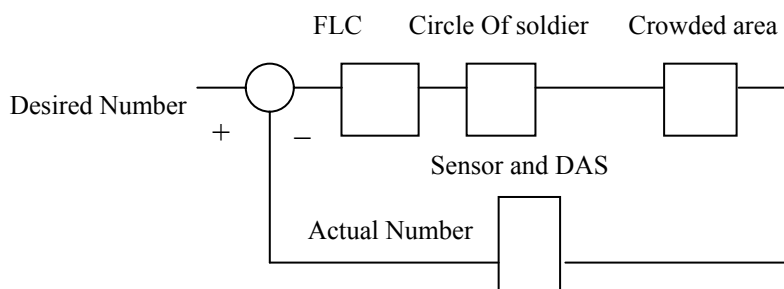 FLC Circle Of soldier Crowded area
Desired Number
+ −
Sensor and DAS
Actual Number